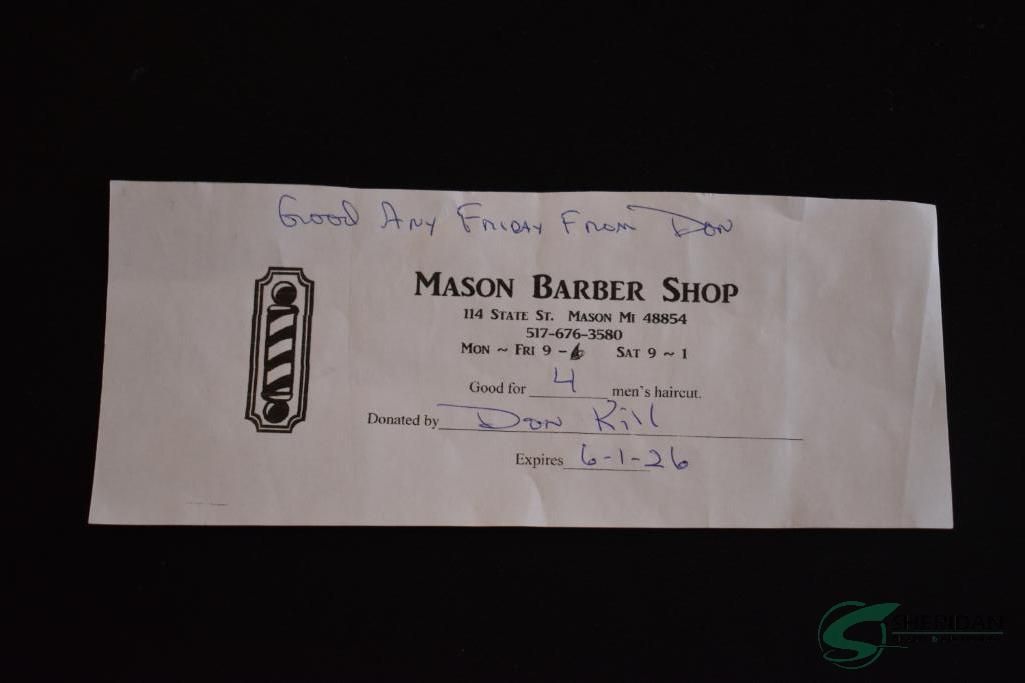 Good Any Friday From Don
Mason Barber Shop
114 State St. Mason Mi 48854
517-676-3580
Mon ~ Fri 9 - 6 Sat 9 ~ 1
Good for 4 men's haircut.
Donated by Don Rill
Expires 6-1-26
SHERIDAN